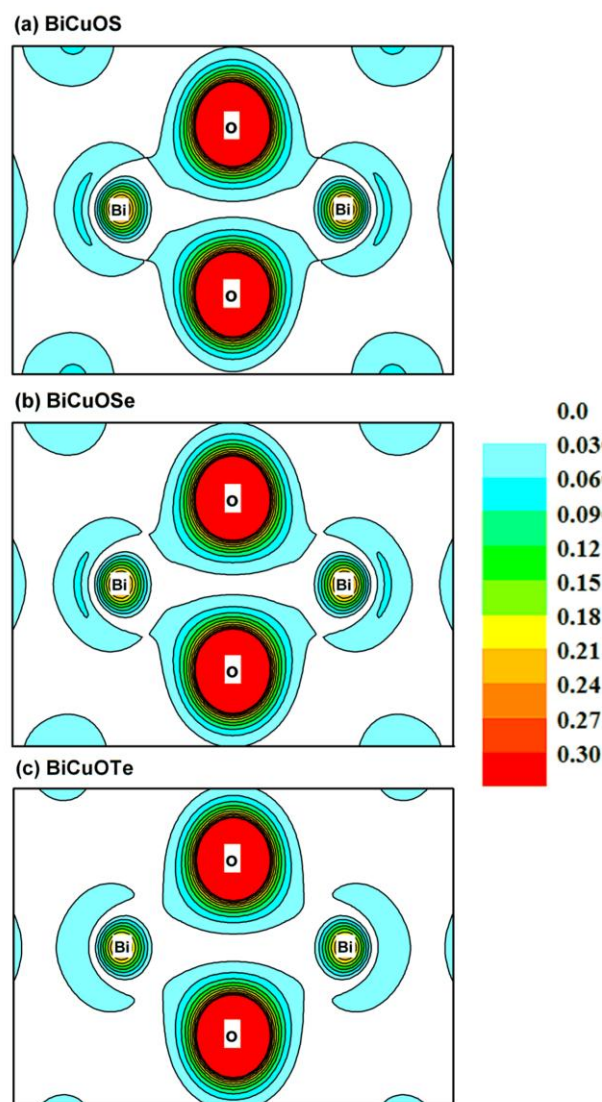 (a) BiCuOS
O
Bi
Bi
O
(b) BiCuOSe
O
Bi
Bi
O
0.0
0.03
0.06
0.09
0.12
0.15
0.18
0.21
0.24
0.27
0.30
(c) BiCuOTe
O
Bi
Bi
O